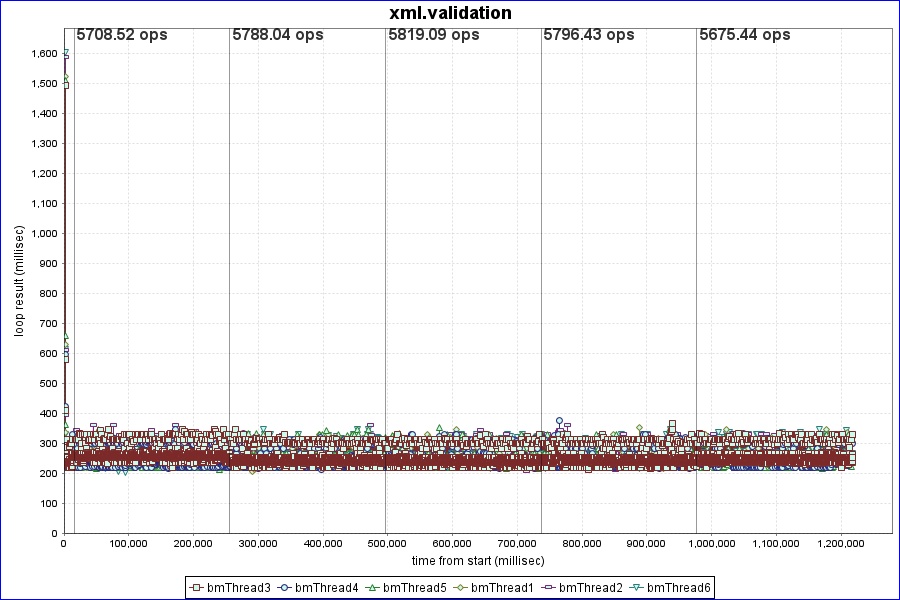 xml.validation
5708.52 ops 5788.04 ops 5819.09 ops 5796.43 ops 5675.44 ops
1,600
1,500
1,400
1,300
1,200
1,100
1,000
900
800
700
600
500
400
300
200
100
0
loop result (millisec)
0 100,000 200,000 300,000 400,000 500,000 600,000 700,000 800,000 900,000 1,000,000 1,100,000 1,200,000
time from start (millisec)
bmThread3 bmThread4 bmThread5 bmThread1 bmThread2 bmThread6